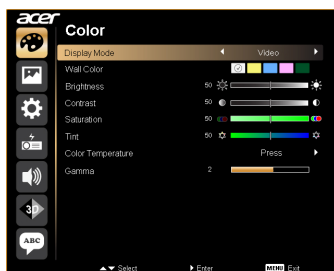 acer
Color
Display Mode Video
Wall Color
Brightness 50
Contrast 50
Saturation 50
Tint 50
Color Temperature Press
Gamma 2
3D
ABC
Select Enter MENU Exit